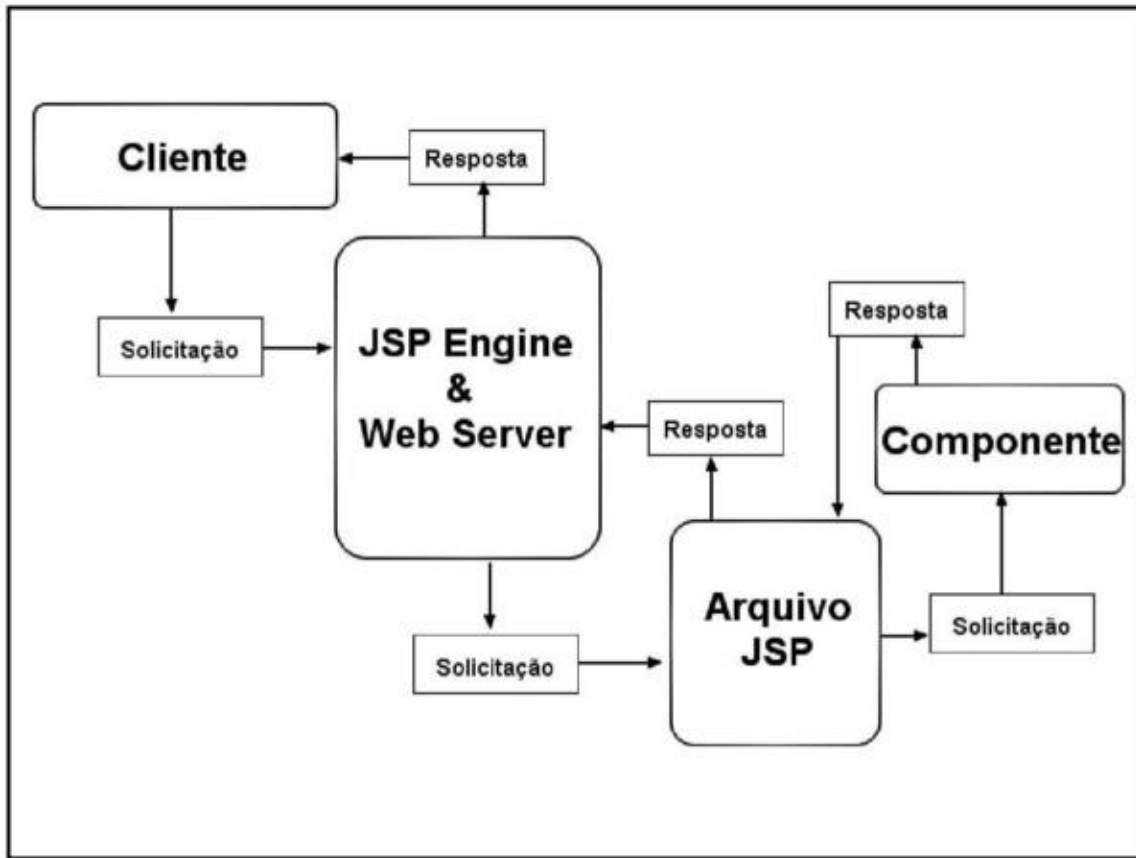 Cliente
Resposta
Solicitação
JSP Engine
&
Web Server
Resposta
Solicitação
Arquivo
JSP
Solicitação
Componente
Resposta